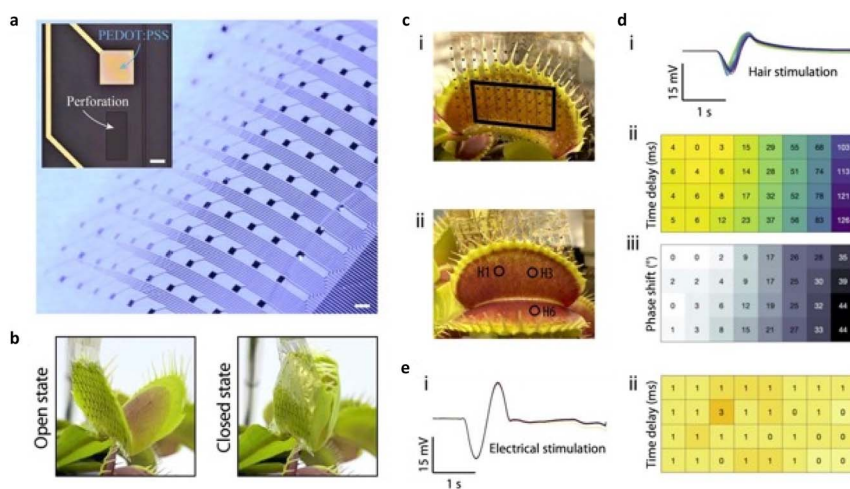 a
PEDOT:PSS
Perforation
b
Open state
Closed state
c
i
ii
H1
H3
H6
d
i
15 mV
1 s
Hair stimulation
ii
Time delay (ms)
4 0 3 15 29 55 68 103
6 4 6 14 28 51 74 113
4 6 8 17 32 52 78 121
5 6 12 23 37 56 83 126
iii
Phase shift (°)
0 0 2 9 17 26 28 35
2 2 4 9 17 25 30 39
0 3 6 12 19 25 32 44
1 3 8 15 21 27 33 44
e
i
15 mV
1 s
Electrical stimulation
ii
Time delay (ms)
1 1 1 1 1 1 1 1
1 1 3 1 1 0 1 0
1 1 1 1 0 1 1 0
1 0 0 1 1 0 0 0